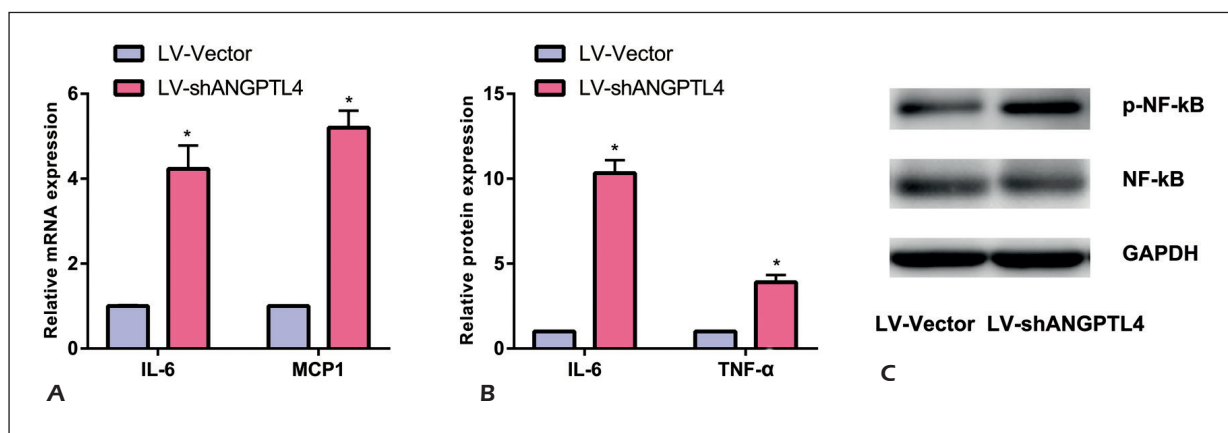 LV-Vector
LV-shANGPTL4
Relative mRNA expression
6
4
2
0
*
*
IL-6 MCP1
A
LV-Vector
LV-shANGPTL4
Relative protein expression
15
10
5
0
*
*
IL-6 TNF-α
B
p-NF-kB
NF-kB
GAPDH
LV-Vector LV-shANGPTL4
C